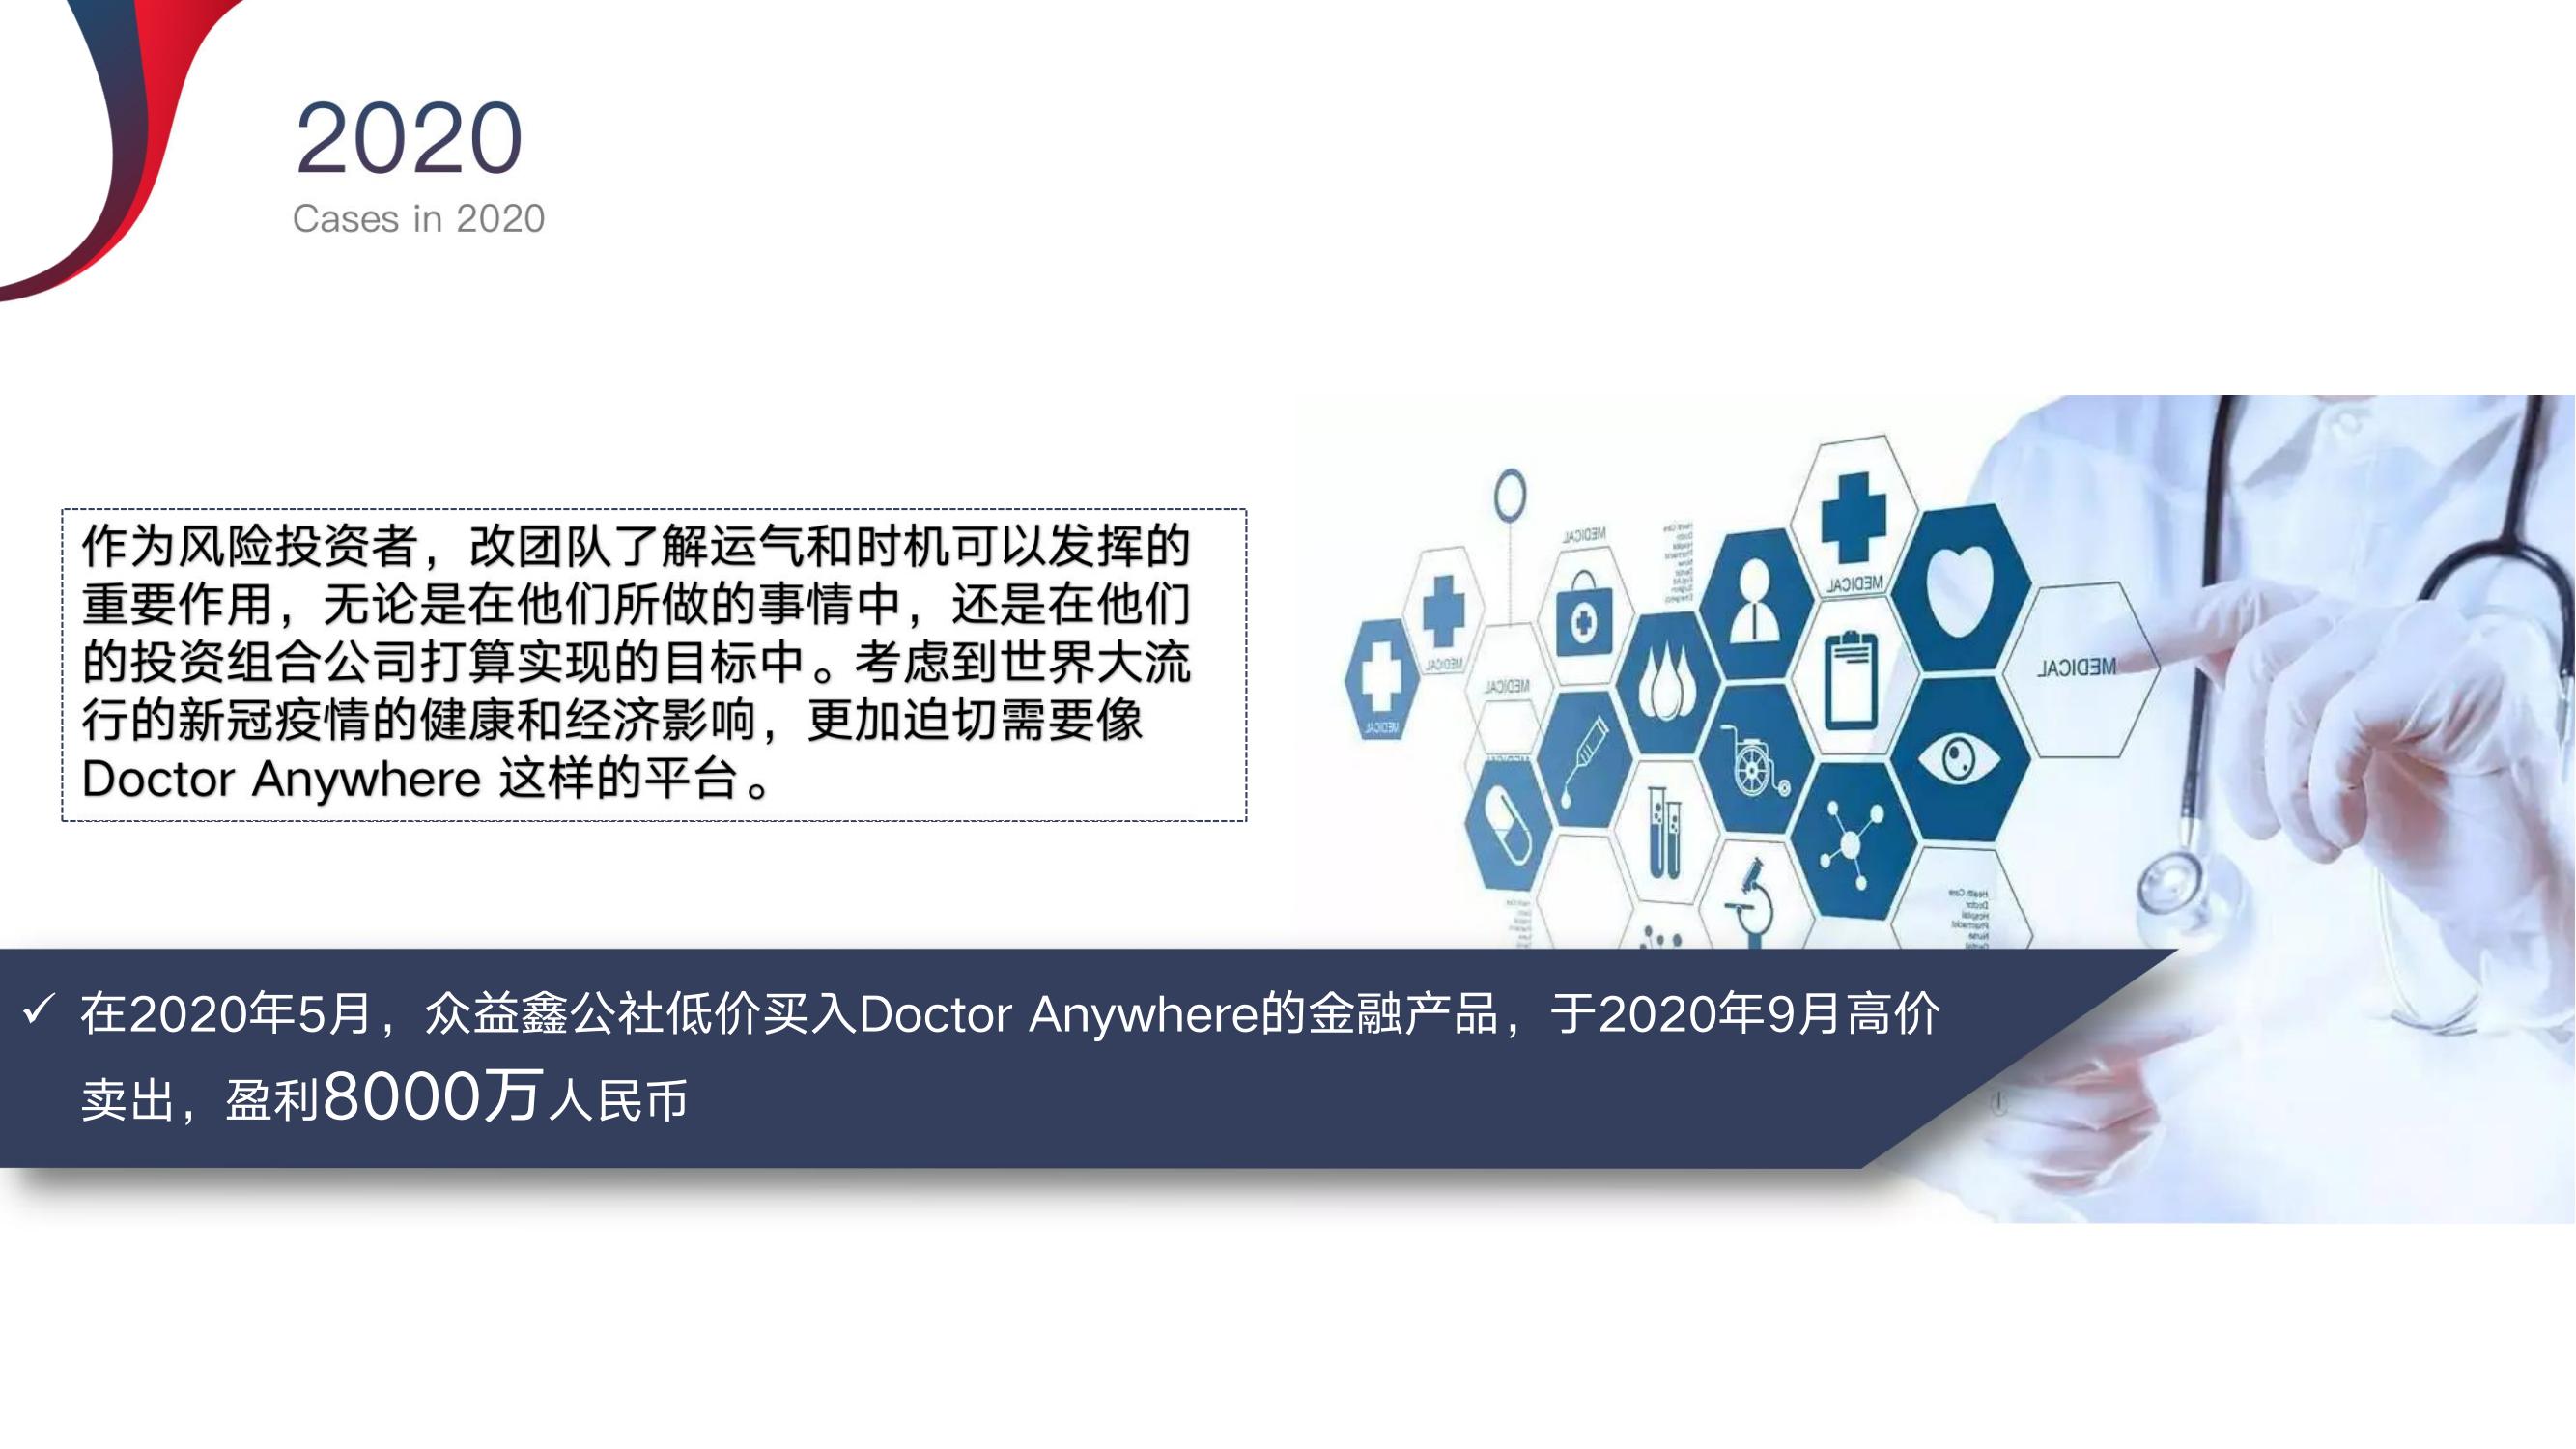 2020
Cases in 2020
作为风险投资者，改团队了解运气和时机可以发挥的
重要作用，无论是在他们所做的事情中，还是在他们
的投资组合公司打算实现的目标中。考虑到世界大流
行的新冠疫情的健康和经济影响，更加迫切需要像
Doctor Anywhere 这样的平台。
MEDICAL
MEDICAL
MEDICAL
MEDICAL
MEDICAL
MEDICAL
✓ 在2020年5月，众益鑫公社低价买入Doctor Anywhere的金融产品，于2020年9月高价
卖出，盈利8000万人民币